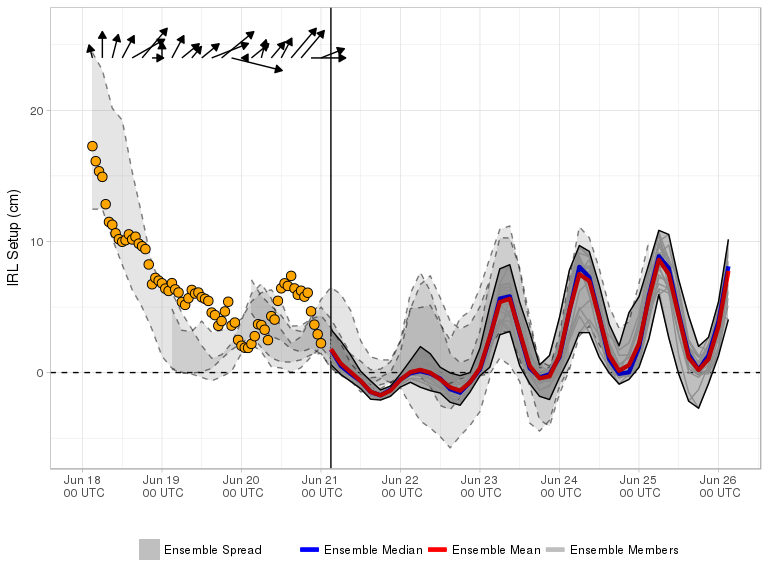 20
10
0
IRL Setup (cm)
Jun 18 Jun 19 Jun 20 Jun 21 Jun 22 Jun 23 Jun 24 Jun 25 Jun 26
00 UTC 00 UTC 00 UTC 00 UTC 00 UTC 00 UTC 00 UTC 00 UTC 00 UTC
Ensemble Spread Ensemble Median Ensemble Mean Ensemble Members